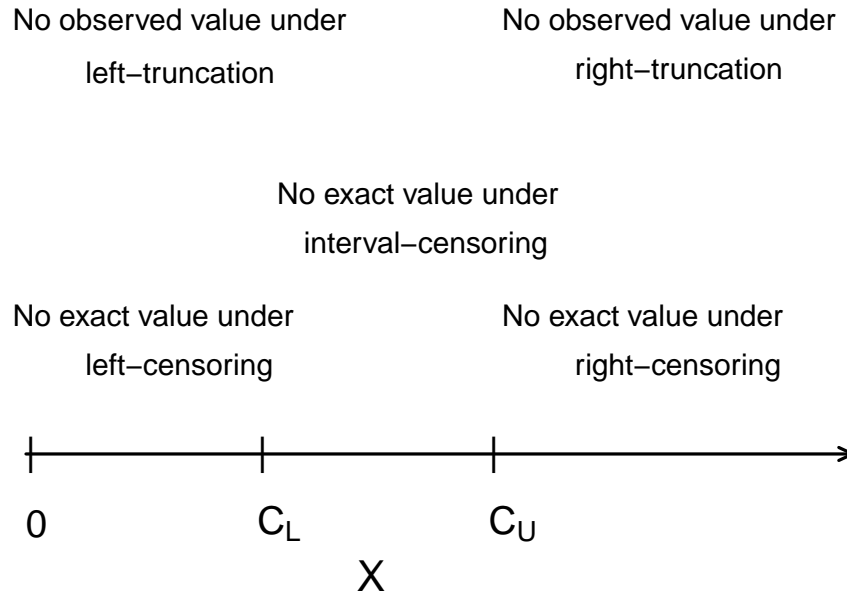 No observed value under
left−truncation
No observed value under
right−truncation
No exact value under
interval−censoring
No exact value under
left−censoring
No exact value under
right−censoring
0
C_L
C_U
X